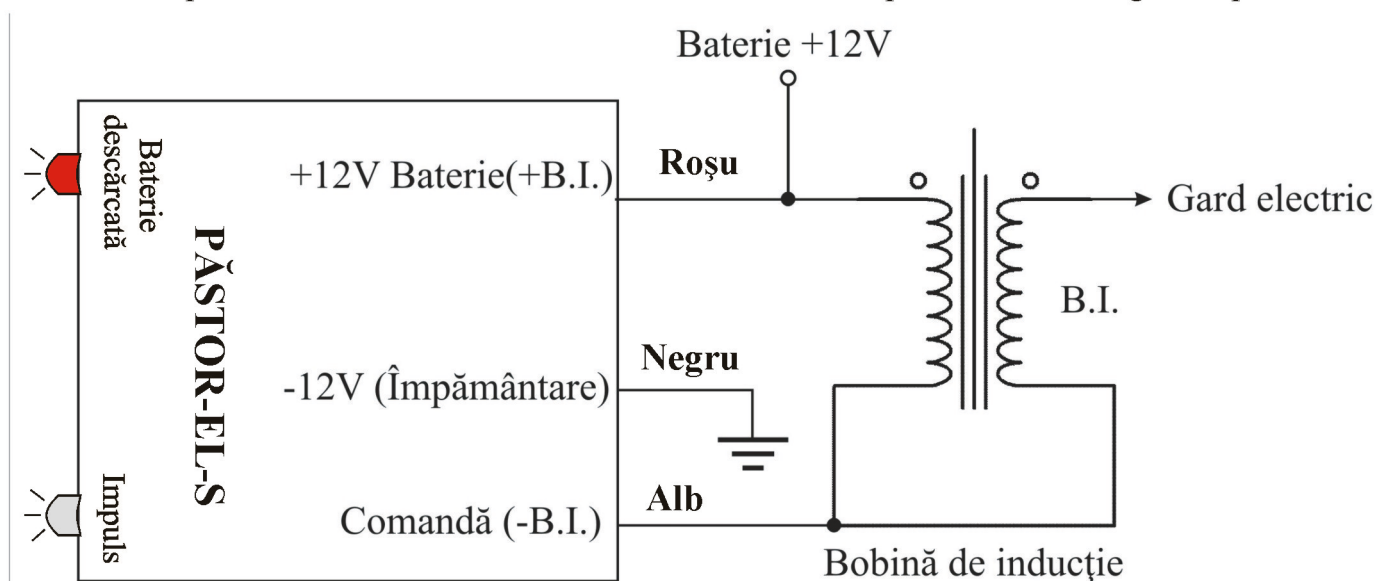 Baterie +12V
Baterie
descărcată
+12V Baterie(+B.I.)
Roşu
Gard electric
PĂSTOR-EL-S
B.I.
Negru
-12V (Împământare)
Impuls
Alb
Comandă (-B.I.)
Bobină de inducţie